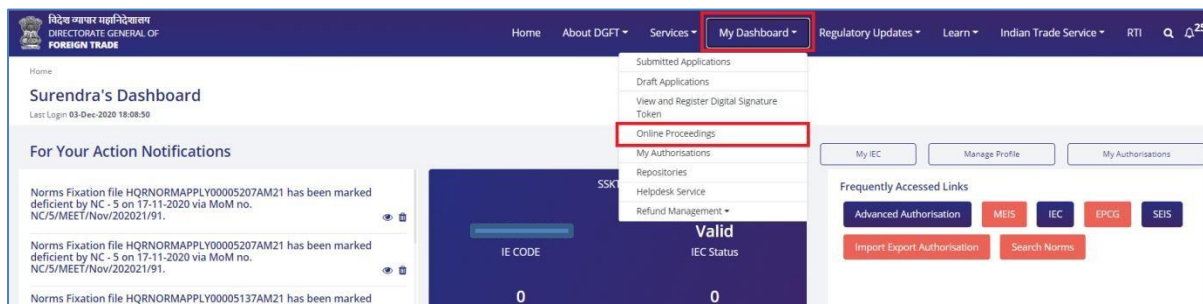 विदेश व्यापार महानिदेशालय
DIRECTORATE GENERAL OF
FOREIGN TRADE
Home
About DGFT
Services
My Dashboard
Regulatory Updates
Learn
Indian Trade Service
RTI
25
Home
Surendra's Dashboard
Last Login 03-Dec-2020 18:08:50
Submitted Applications
Draft Applications
View and Register Digital Signature
Token
Online Proceedings
My Authorisations
Repositories
Helpdesk Service
Refund Management
For Your Action Notifications
My IEC
Manage Profile
My Authorisations
Norms Fixation file HQRNORMAPPLY00005207AM21 has been marked
deficient by NC - 5 on 17-11-2020 via MoM no.
NC/5/MEET/Nov/202021/91.
Norms Fixation file HQRNORMAPPLY00005207AM21 has been marked
deficient by NC - 5 on 17-11-2020 via MoM no.
NC/5/MEET/Nov/202021/91.
Norms Fixation file HQRNORMAPPLY00005137AM21 has been marked
IE CODE
Valid
IEC Status
0
0
Frequently Accessed Links
Advanced Authorisation
MEIS
IEC
EPCG
SEIS
Import Export Authorisation
Search Norms